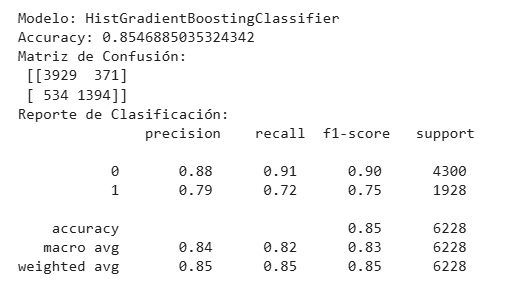 Modelo: HistGradientBoostingClassifier
Accuracy: 0.8546885035324342
Matriz de Confusión:
 [[3929  371]
 [ 534 1394]]
Reporte de Clasificación:
              precision    recall  f1-score   support

           0       0.88      0.91      0.90      4300
           1       0.79      0.72      0.75      1928

    accuracy                           0.85      6228
   macro avg       0.84      0.82      0.83      6228
weighted avg       0.85      0.85      0.85      6228